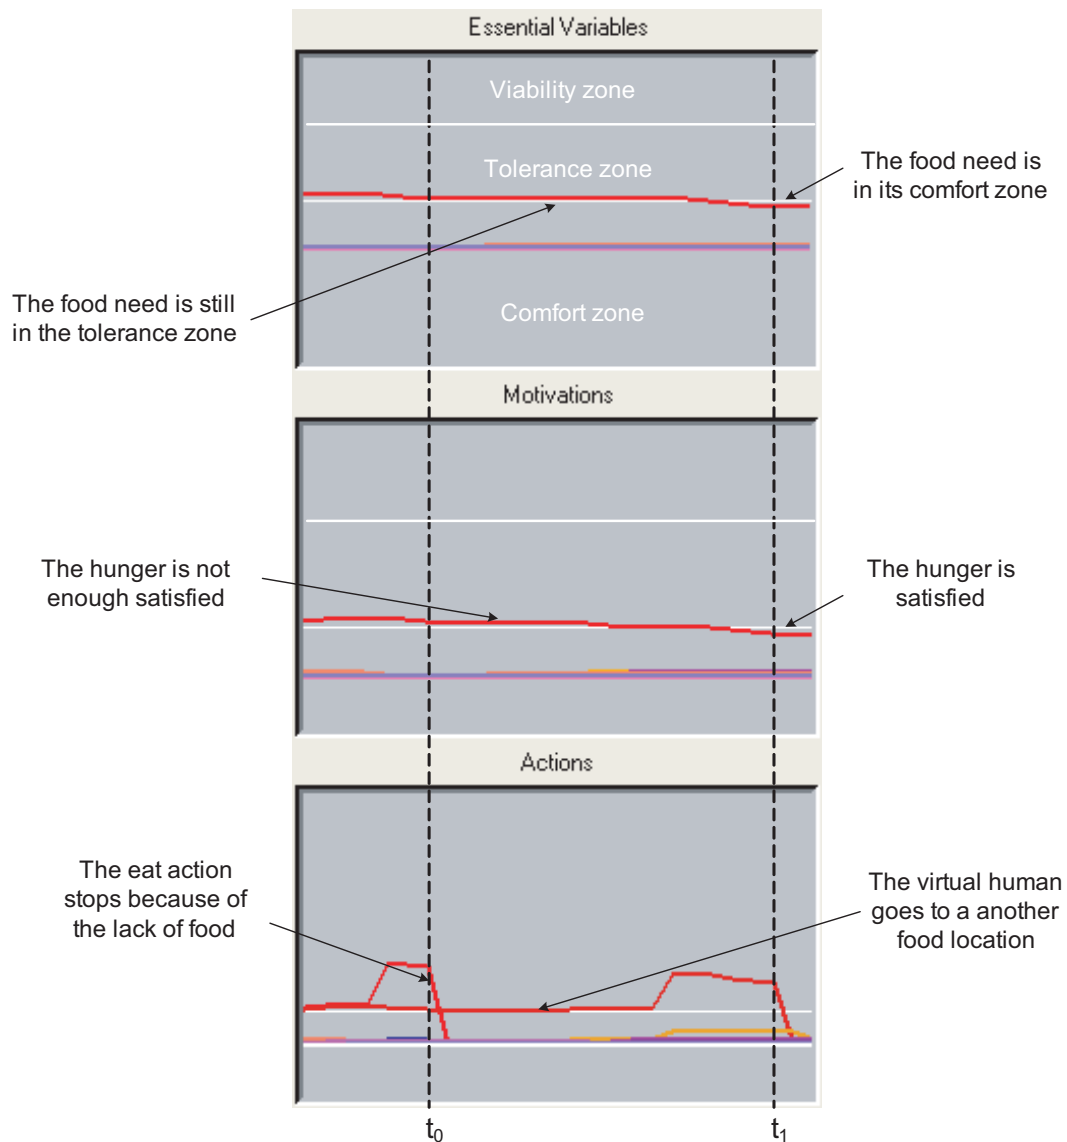 Essential Variables
Viability zone
Tolerance zone
The food need is
in its comfort zone
The food need is still
in the tolerance zone
Comfort zone
Motivations
The hunger is not
enough satisfied
The hunger is
satisfied
Actions
The eat action
stops because of
the lack of food
The virtual human
goes to a another
food location
t0
t1